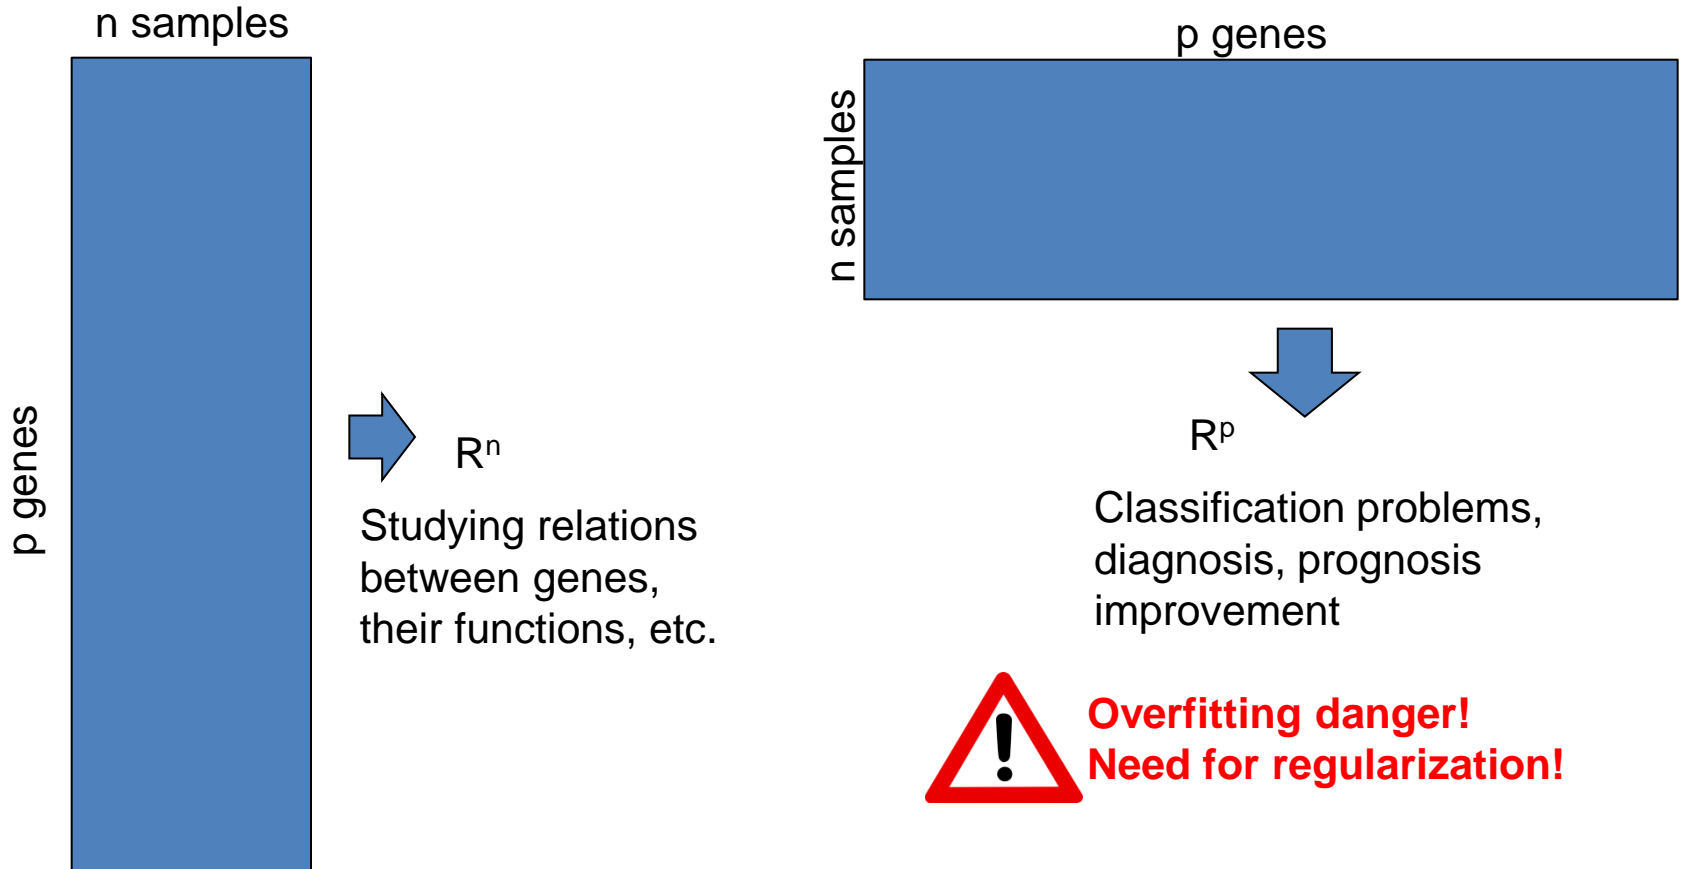 n samples
p genes
Rⁿ
Studying relations
between genes,
their functions, etc.
p genes
n samples
Rᵖ
Classification problems,
diagnosis, prognosis
improvement
Overfitting danger!
Need for regularization!